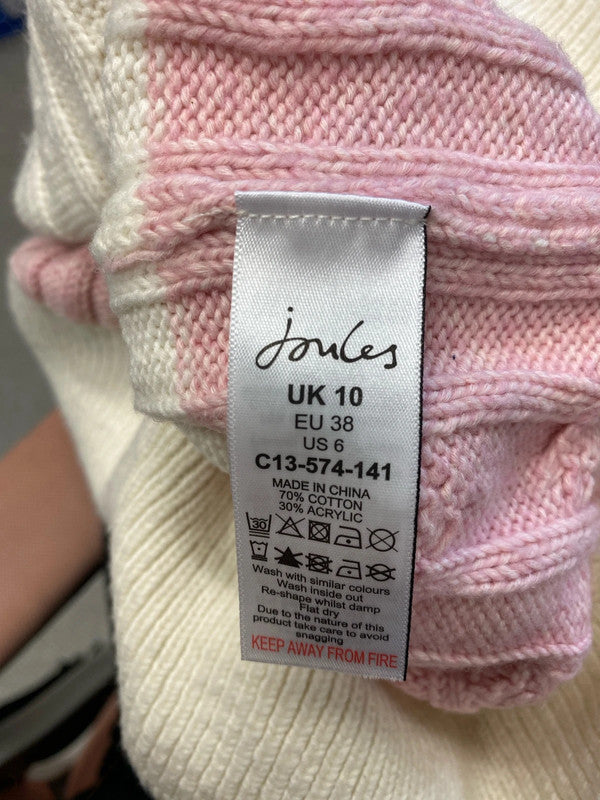 Joules
UK 10
EU 38
US 6
C13-574-141
MADE IN CHINA
70% COTTON
30% ACRYLIC
30
Wash with similar colours
Wash inside out
Re-shape whilst damp
Flat dry
Due to the nature of this
product take care to avoid
snagging
KEEP AWAY FROM FIRE